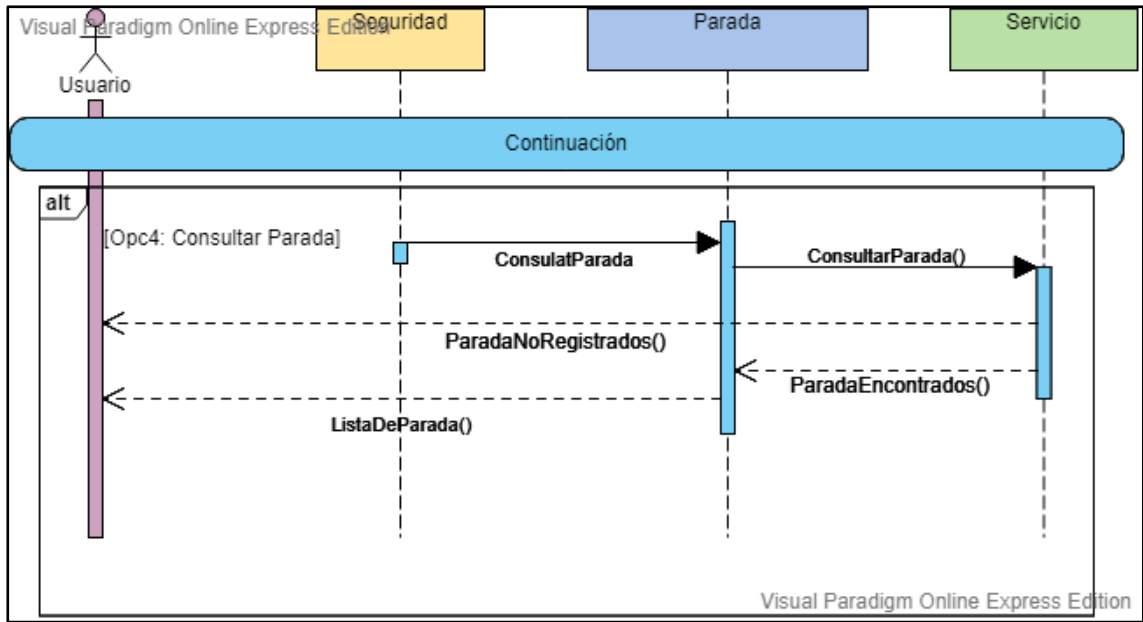 Visual Paradigm Online Express Edition
Seguridad
Parada
Servicio
Usuario
Continuación
alt
[Opc4: Consultar Parada]
ConsulatParada
ConsultarParada()
ParadaNoRegistrados()
ParadaEncontrados()
ListaDeParada()
Visual Paradigm Online Express Edition